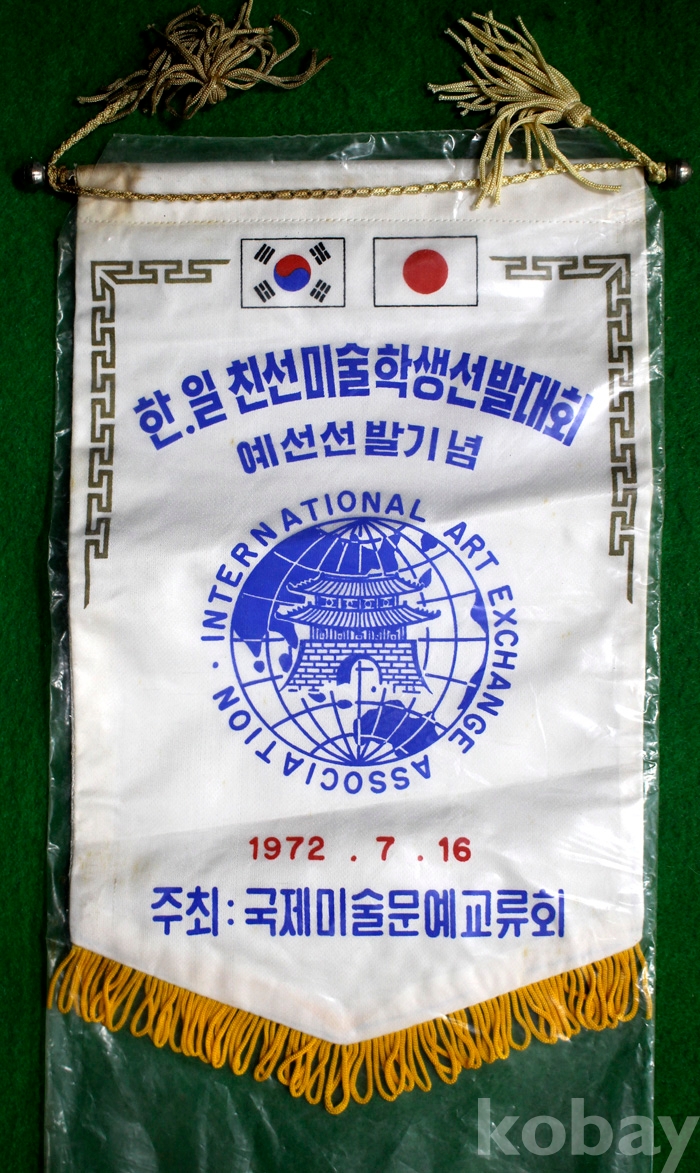 한.일 친선미술학생선발대회
예선선발기념
INTERNATIONAL ART EXCHANGE ASSOCIATION ·
1972 . 7 . 16
주최: 국제미술문예교류회
kobay